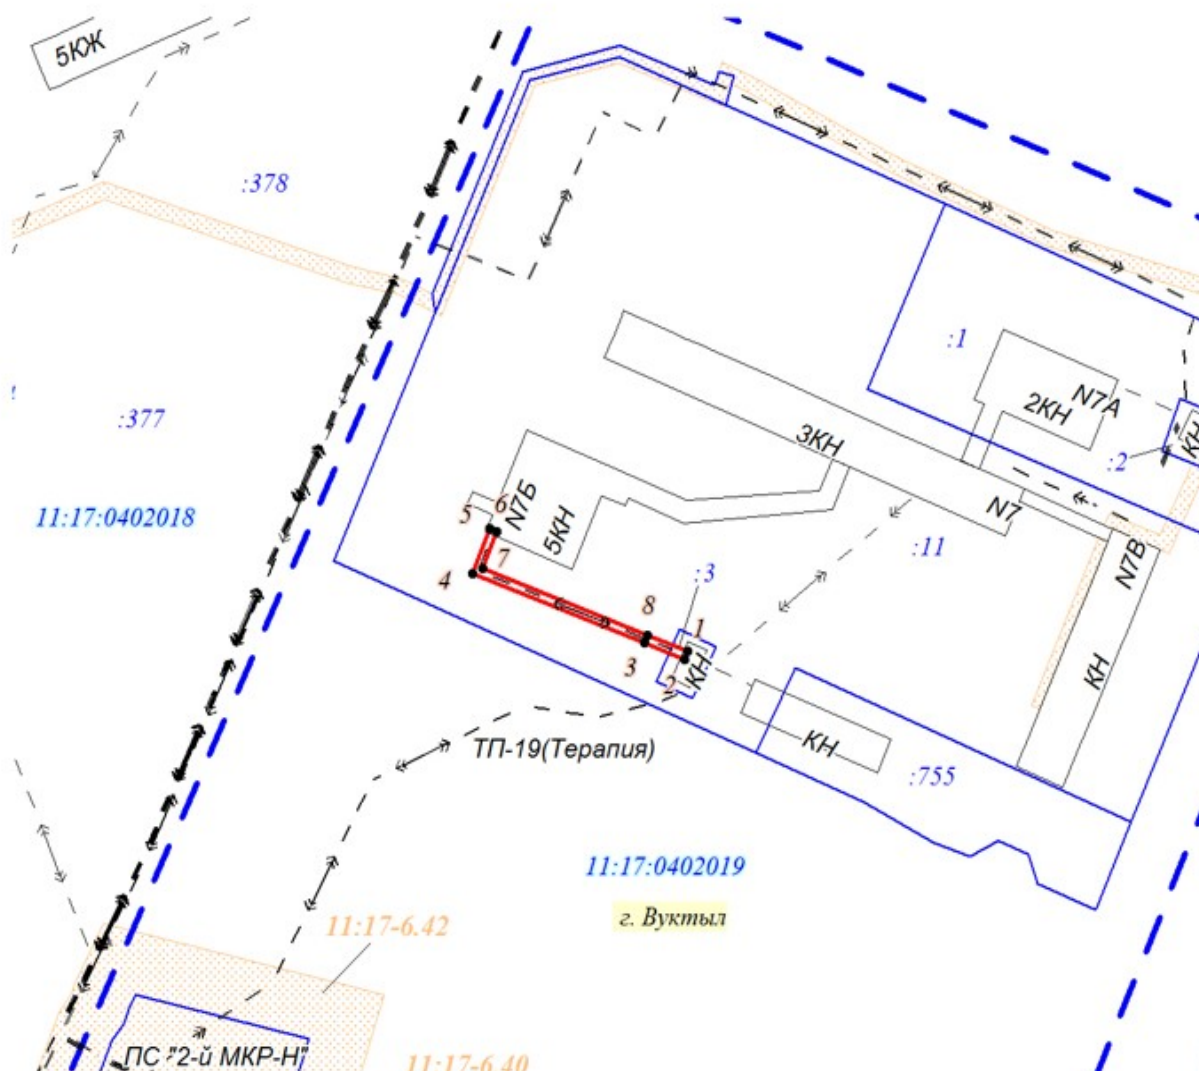 5КЖ
:378
:1
N7А
2КН
КН
:2
:377
3КН
11:17:0402018
6
5
N7Б
5КН
N7
:11
N7В
7
4
:3
8
1
3
2
КН
КН
ТП-19(Терапия)
КН
:755
11:17:0402019
г. Вуктыл
11:17-6.42
ПС "2-й МКР-Н"
11:17-6.40